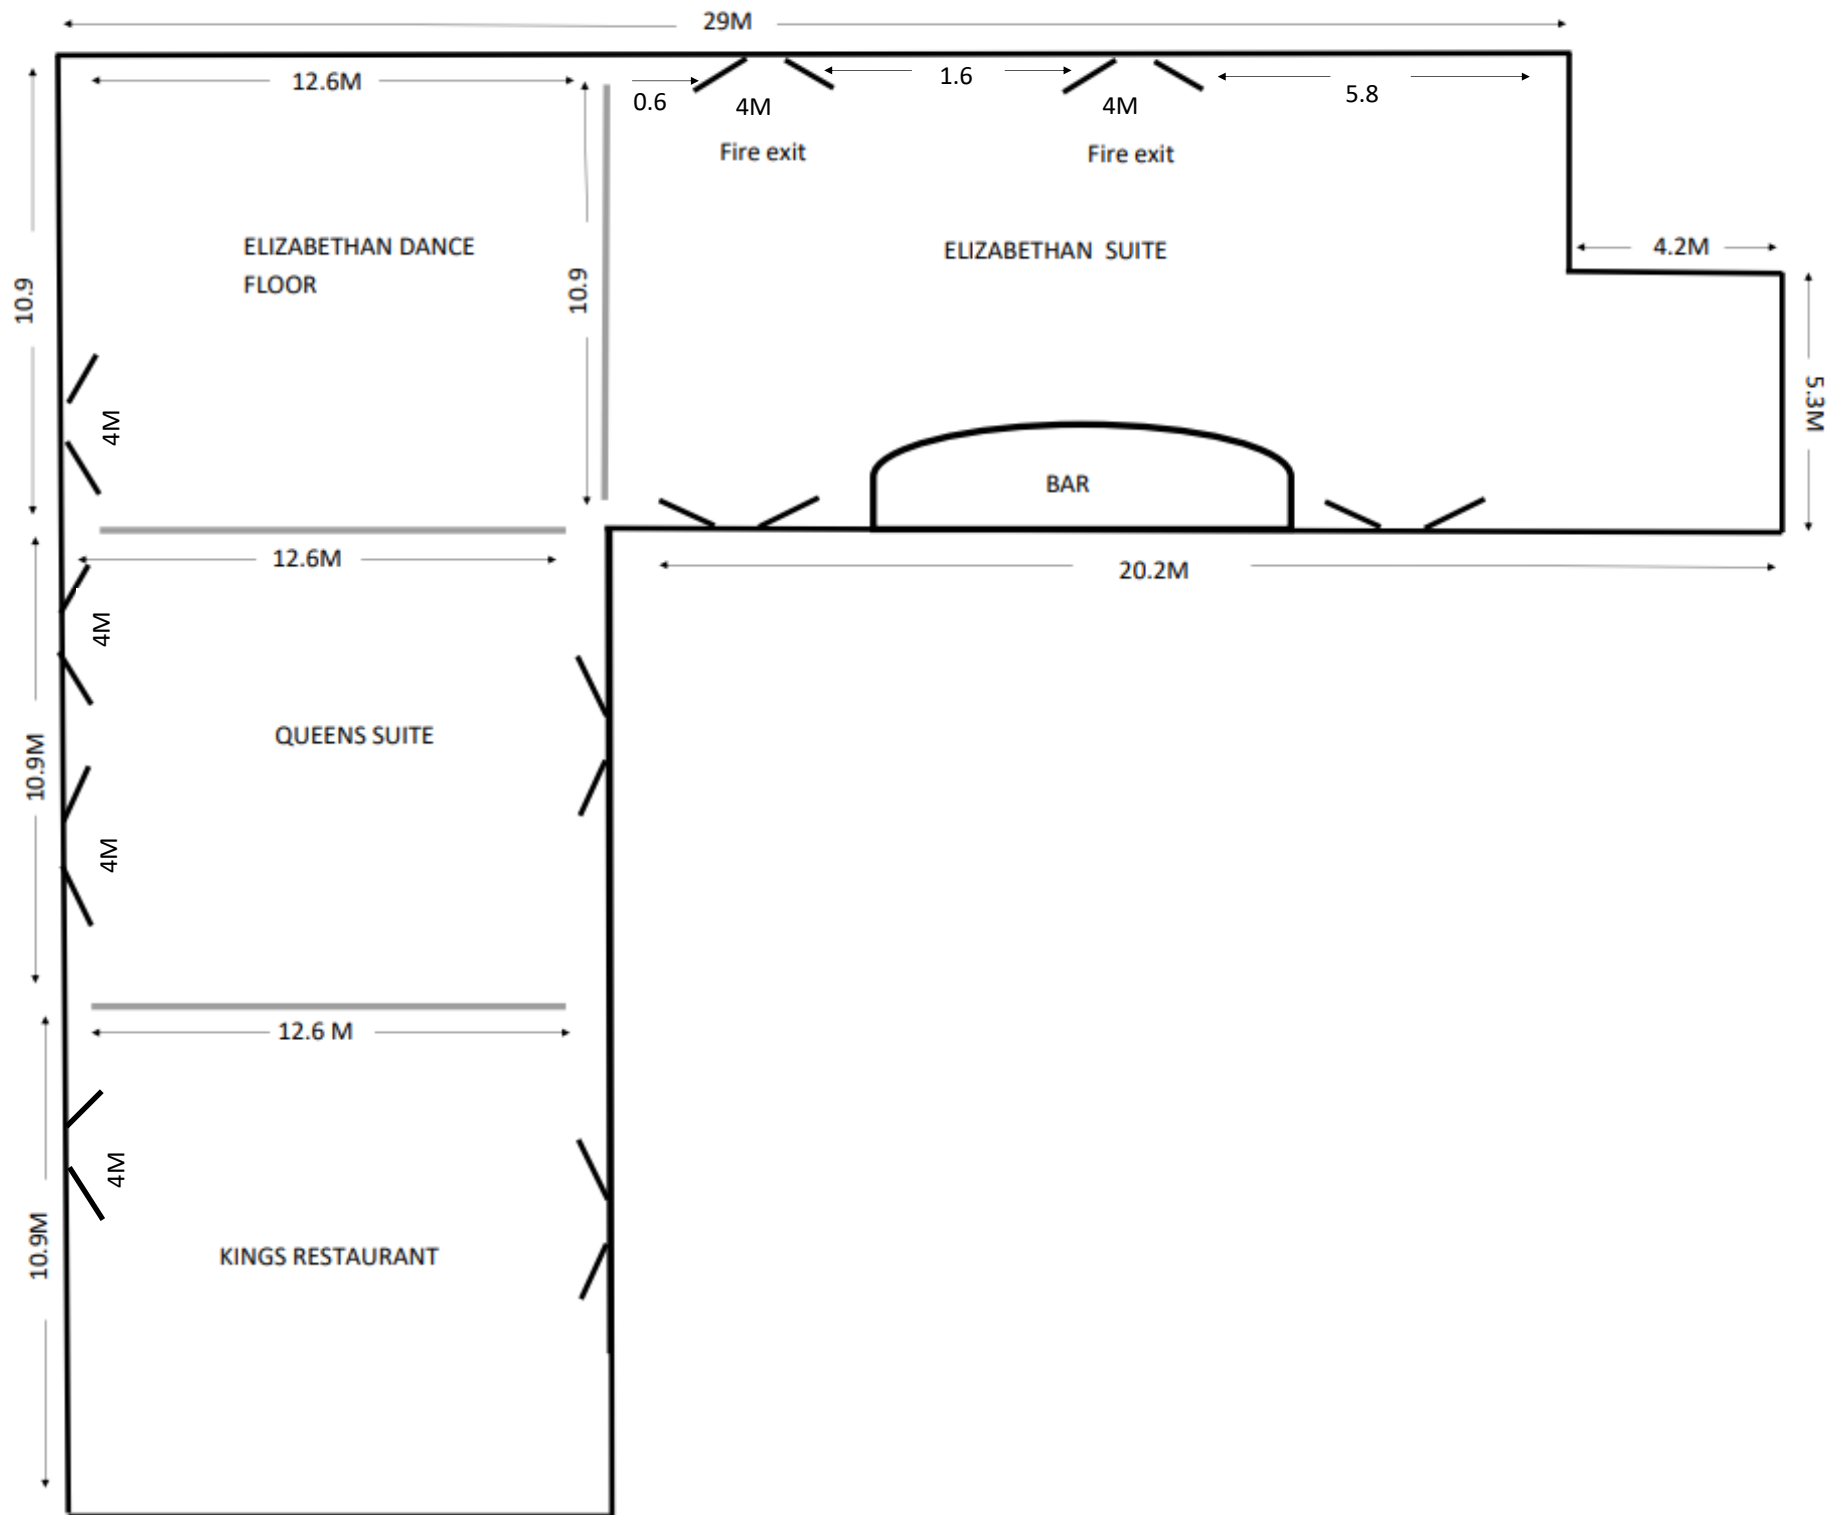 29M
12.6M
0.6
4M
1.6
4M
5.8
Fire exit
Fire exit
ELIZABETHAN DANCE
FLOOR
ELIZABETHAN  SUITE
4.2M
10.9
10.9
5.3M
4M
BAR
12.6M
20.2M
4M
QUEENS SUITE
10.9M
4M
12.6 M
4M
10.9M
KINGS RESTAURANT